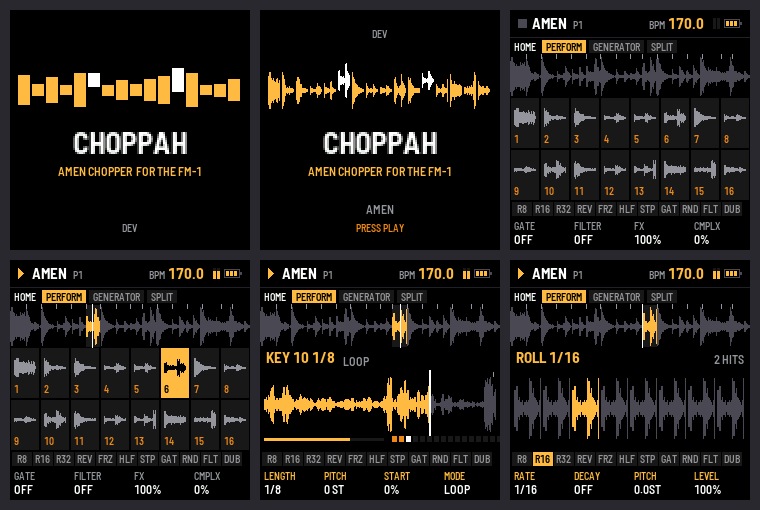 CHOPPAH
AMEN CHOPPER FOR THE FM-1
DEV
DEV
CHOPPAH
AMEN CHOPPER FOR THE FM-1
AMEN
PRESS PLAY
AMEN P1 BPM 170.0
HOME PERFORM GENERATOR SPLIT
1 2 3 4 5 6 7 8
9 10 11 12 13 14 15 16
R8 R16 R32 REV FRZ HLF STP GAT RND FLT DUB
GATE FILTER FX CMPLX
OFF OFF 100% 0%
AMEN P1 BPM 170.0
HOME PERFORM GENERATOR SPLIT
1 2 3 4 5 6 7 8
9 10 11 12 13 14 15 16
R8 R16 R32 REV FRZ HLF STP GAT RND FLT DUB
GATE FILTER FX CMPLX
OFF OFF 100% 0%
AMEN P1 BPM 170.0
HOME PERFORM GENERATOR SPLIT
KEY 10 1/8 LOOP
R8 R16 R32 REV FRZ HLF STP GAT RND FLT DUB
LENGTH PITCH START MODE
1/8 0 ST 0% LOOP
AMEN P1 BPM 170.0
HOME PERFORM GENERATOR SPLIT
ROLL 1/16 2 HITS
R8 R16 R32 REV FRZ HLF STP GAT RND FLT DUB
RATE DECAY PITCH LEVEL
1/16 OFF 0.0ST 100%